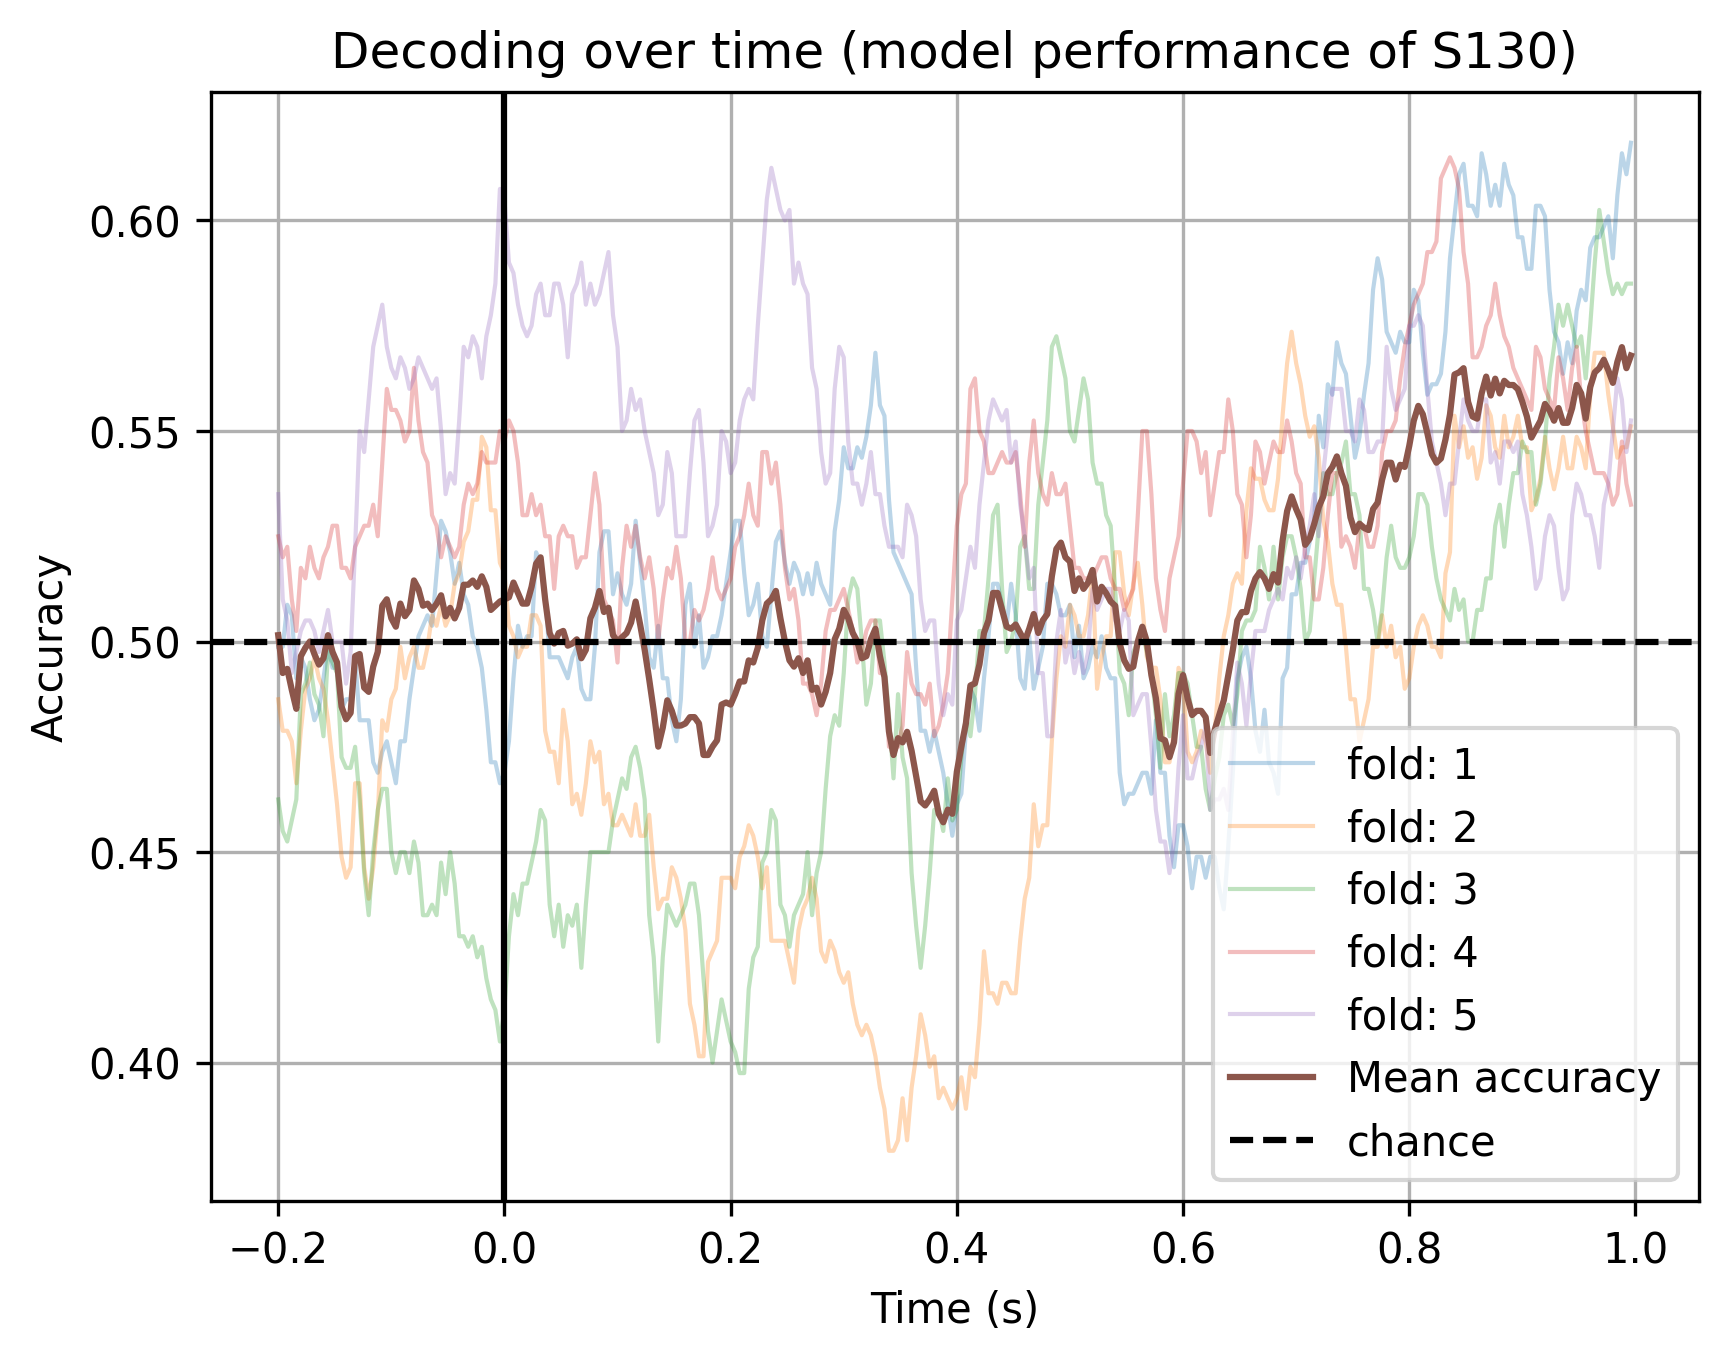 Decoding over time (model performance of S130)
Accuracy
0.60
0.55
0.50
0.45
0.40
−0.2 0.0 0.2 0.4 0.6 0.8 1.0
Time (s)
fold: 1
fold: 2
fold: 3
fold: 4
fold: 5
Mean accuracy
chance